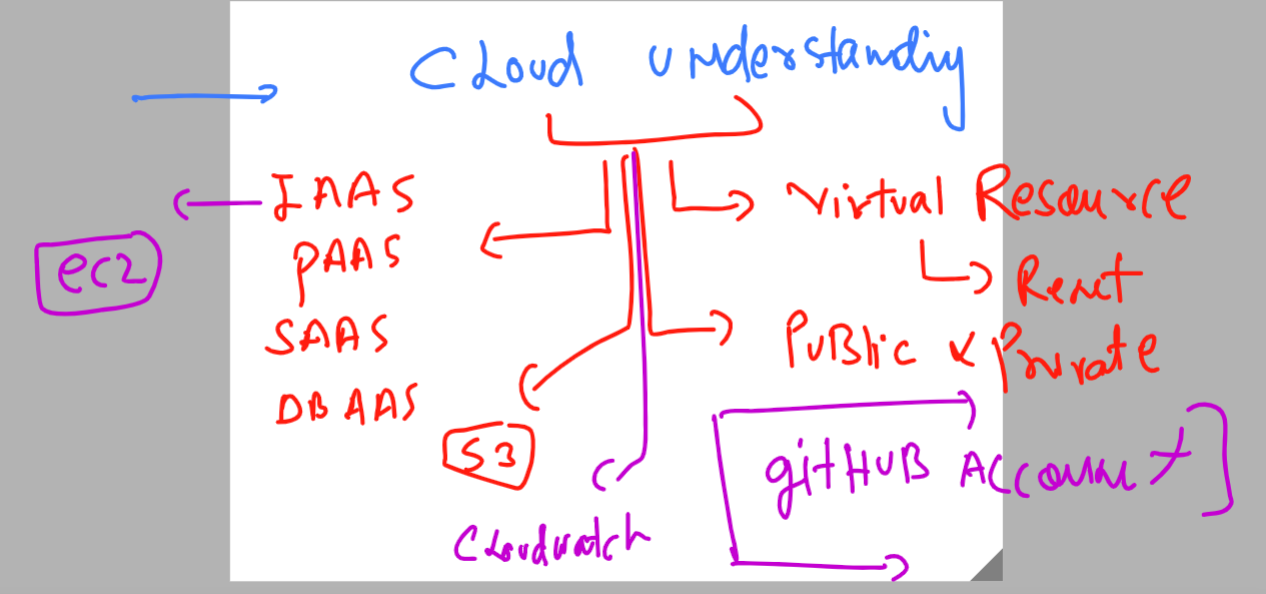 CLoud understanding
IAAS
Virtual Resource
PAAS
ec2
Rent
SAAS
Public & Private
DBAAS
S3
gitHUB Account
Cloudwatch